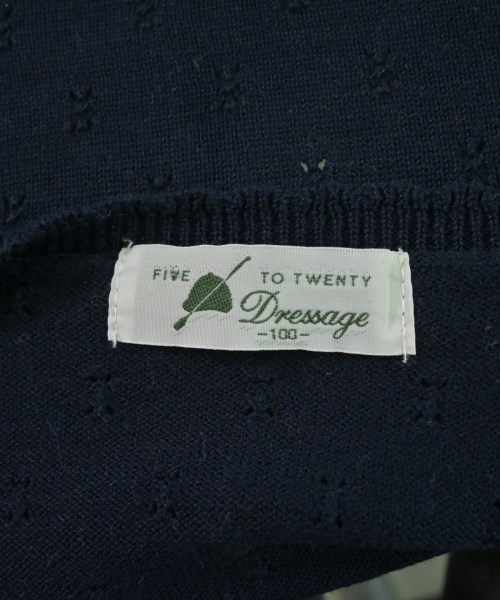 FIVE TO TWENTY
Dressage
-100-